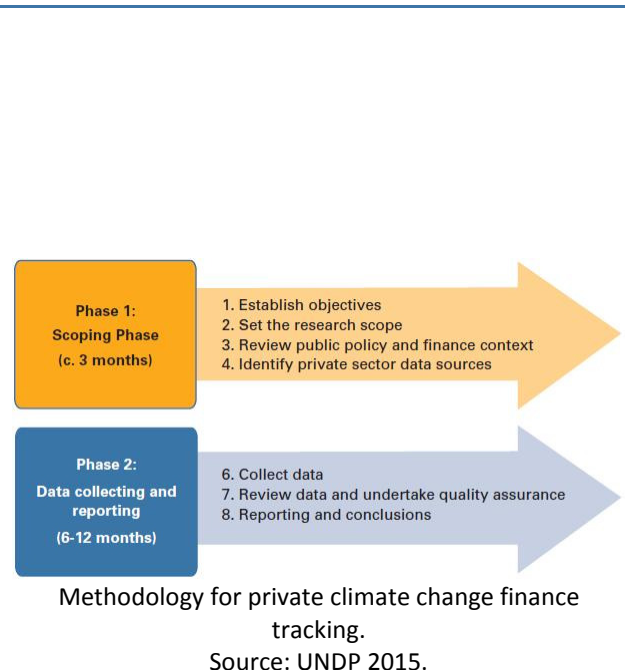 Phase 1:
Scoping Phase
(c. 3 months)
1. Establish objectives
2. Set the research scope
3. Review public policy and finance context
4. Identify private sector data sources
Phase 2:
Data collecting and
reporting
(6-12 months)
6. Collect data
7. Review data and undertake quality assurance
8. Reporting and conclusions
Methodology for private climate change finance
tracking.
Source: UNDP 2015.